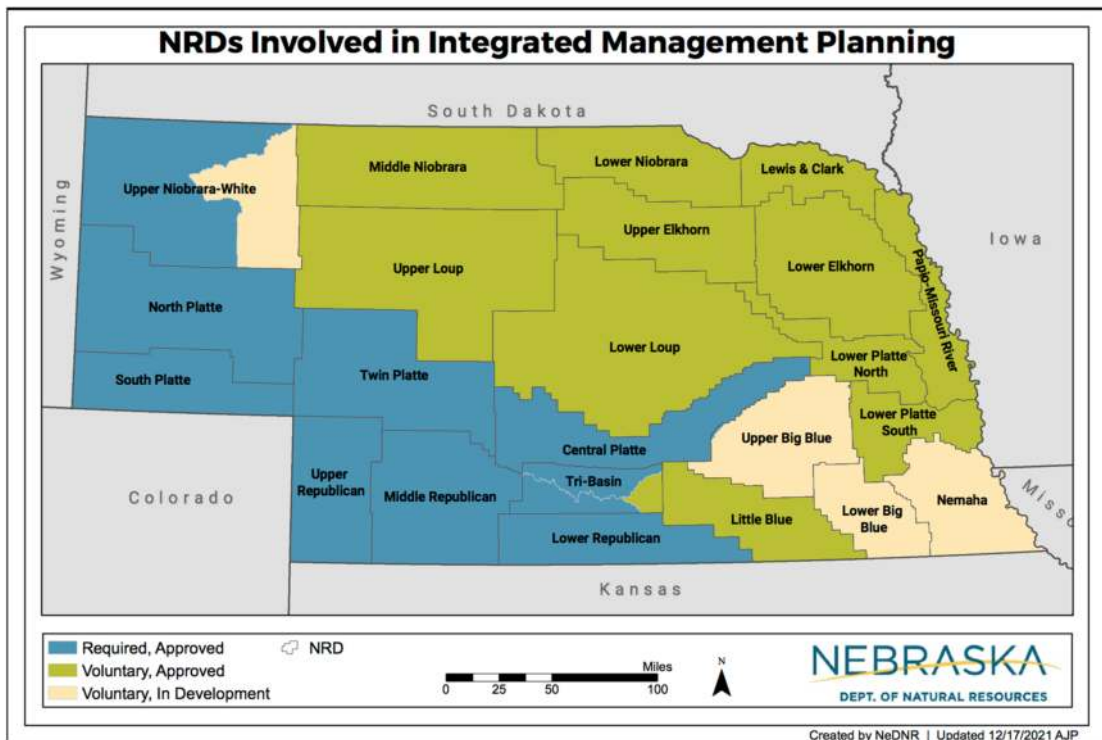 NRDs Involved in Integrated Management Planning
South Dakota
Wyoming
Iowa
Colorado
Kansas
Misso
Upper Niobrara-White
Middle Niobrara
Lower Niobrara
Lewis & Clark
Upper Elkhorn
Lower Elkhorn
Papio-Missouri River
Upper Loup
North Platte
Lower Loup
Lower Platte
North
South Platte
Twin Platte
Lower Platte
South
Central Platte
Upper Big Blue
Upper
Republican
Middle Republican
Tri-Basin
Little Blue
Lower Big
Blue
Nemaha
Lower Republican
Required, Approved
Voluntary, Approved
Voluntary, In Development
NRD
Miles
0 25 50 100
N
NEBRASKA
DEPT. OF NATURAL RESOURCES
Created by NeDNR | Updated 12/17/2021 AJP